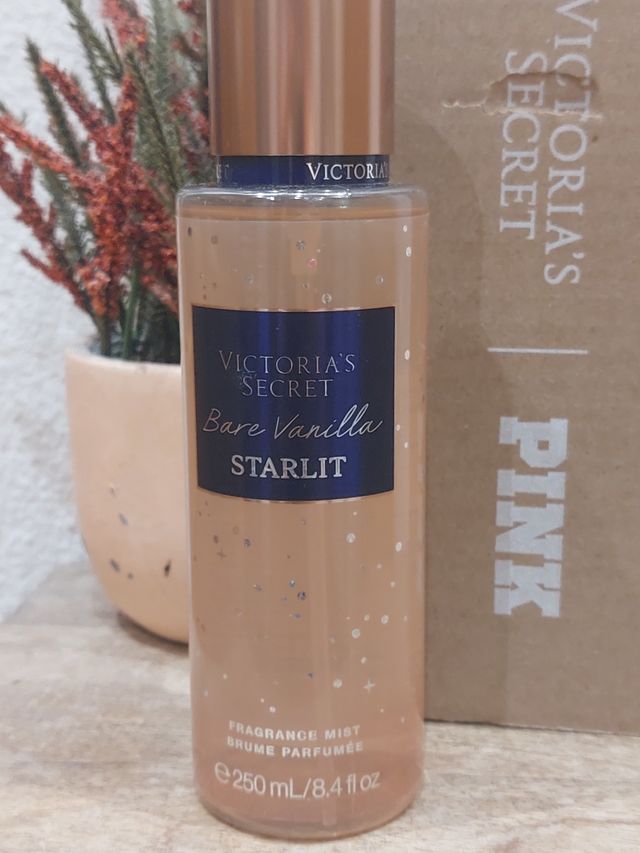 VICTORIA'S
VICTORIA'S
SECRET
Bare Vanilla
STARLIT
FRAGRANCE MIST
BRUME PARFUMÉE
℮250 mL/8.4 fl oz
VICTORIA'S
SECRET
PINK